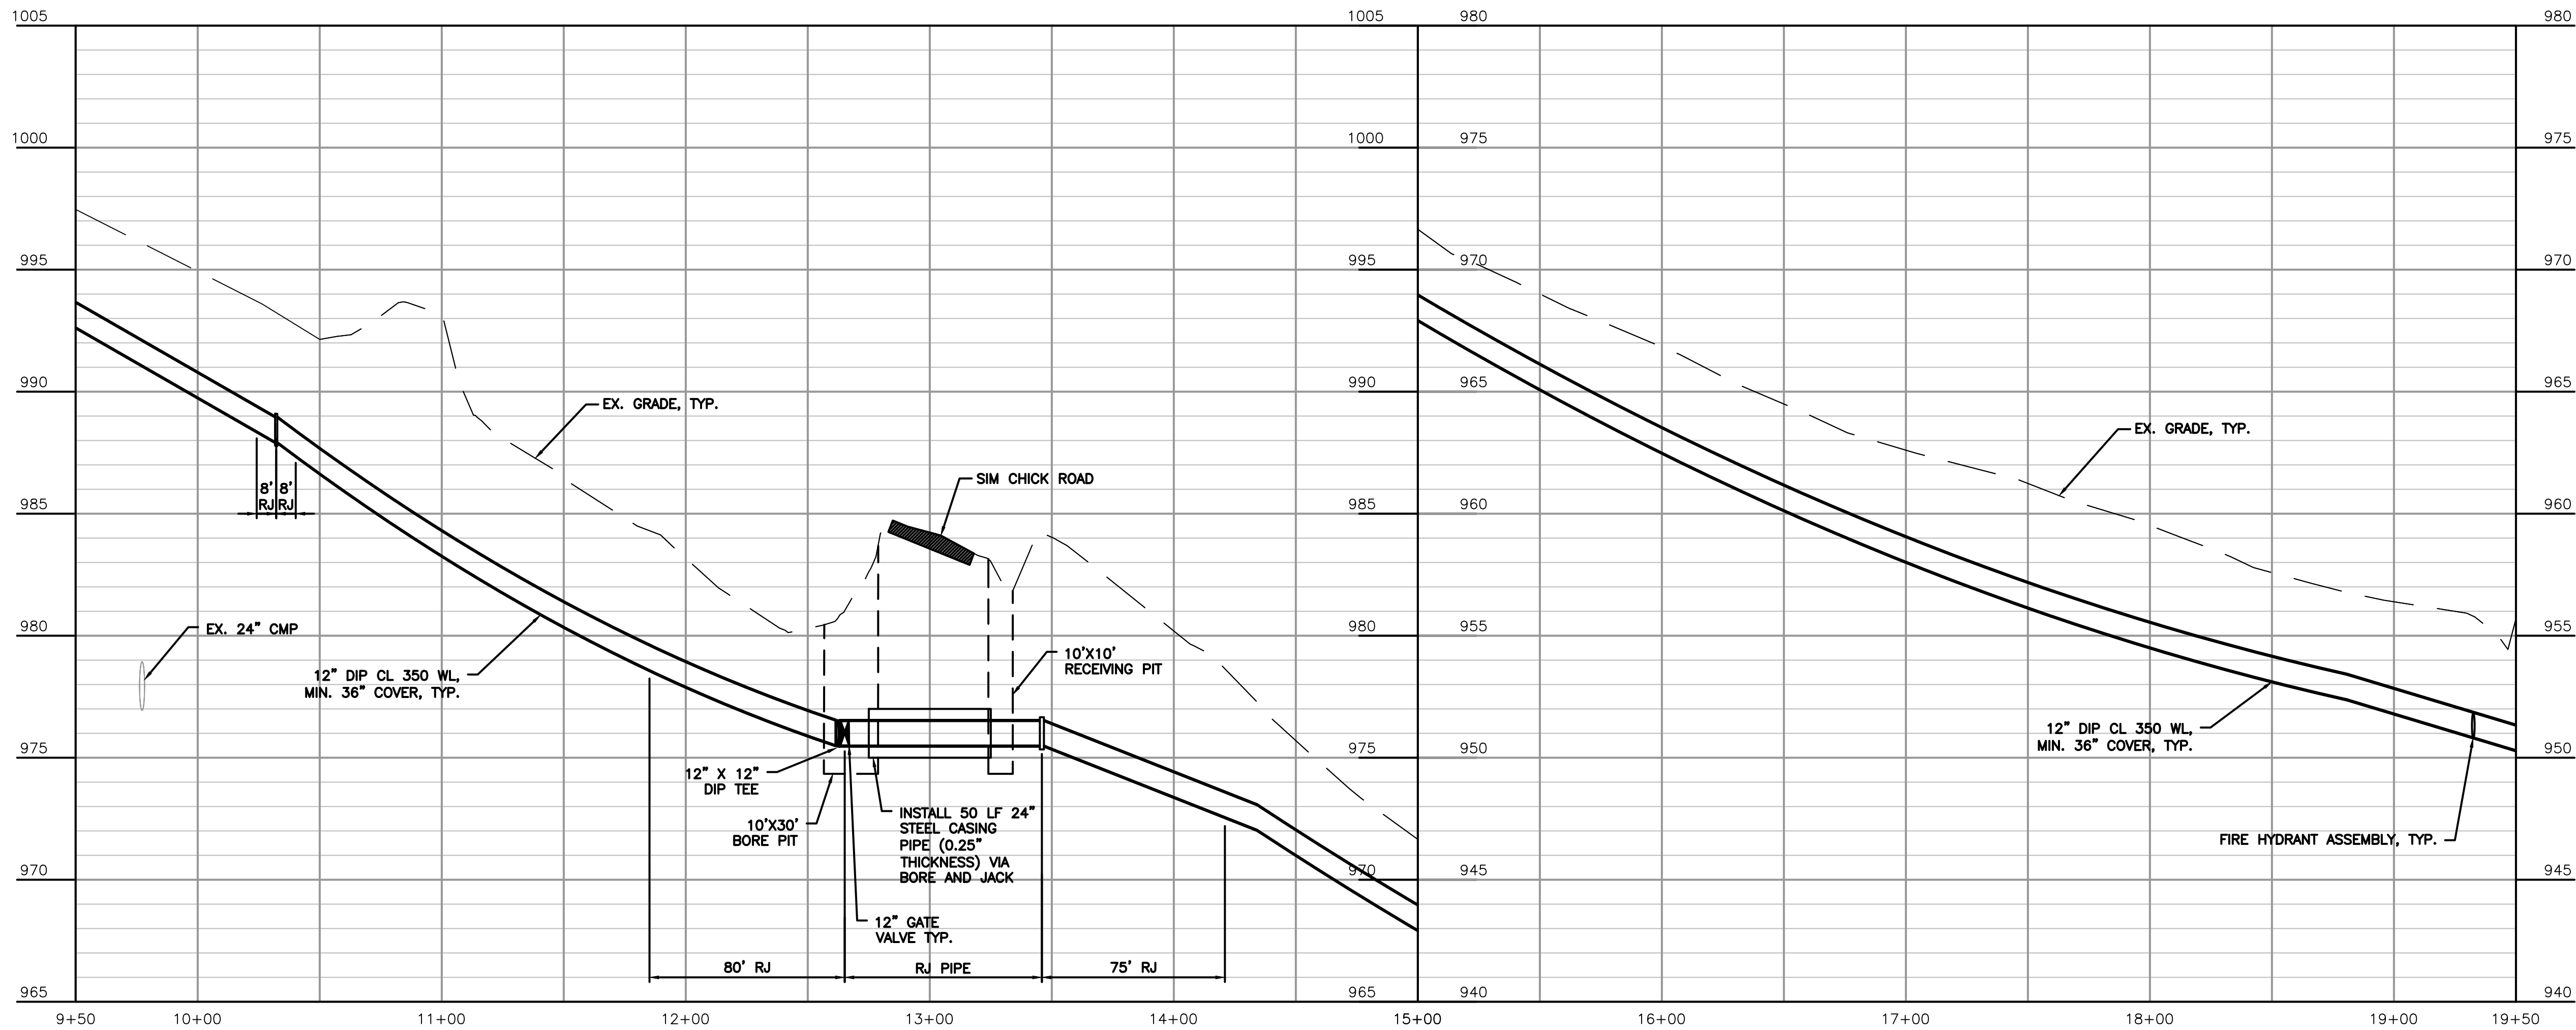 1005
1005
980
980
1000
1000
975
975
995
995
970
970
990
990
965
965
EX. GRADE, TYP.
EX. GRADE, TYP.
SIM CHICK ROAD
8' 8'
RJ RJ
985
985
960
960
EX. 24" CMP
980
980
955
955
12" DIP CL 350 WL,
MIN. 36" COVER, TYP.
10'X10'
RECEIVING PIT
12" DIP CL 350 WL,
MIN. 36" COVER, TYP.
975
975
950
950
12" X 12"
DIP TEE
10'X30'
BORE PIT
INSTALL 50 LF 24"
STEEL CASING
PIPE (0.25"
THICKNESS) VIA
BORE AND JACK
FIRE HYDRANT ASSEMBLY, TYP.
970
970
945
945
12" GATE
VALVE TYP.
80' RJ
RJ PIPE
75' RJ
965
965
940
940
9+50
10+00
11+00
12+00
13+00
14+00
15+00
16+00
17+00
18+00
19+00
19+50